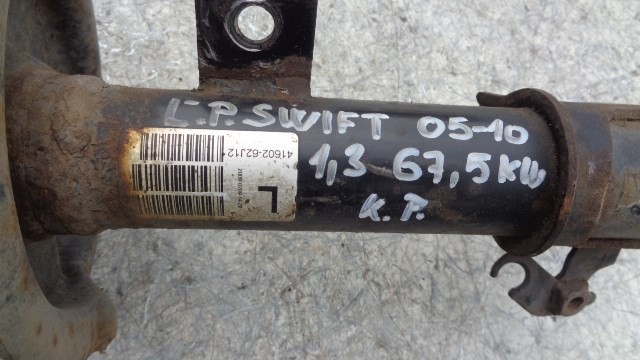 L.P. SWIFT 05-10
1,3 67,5 KW
K.T.
41602-62J12
L